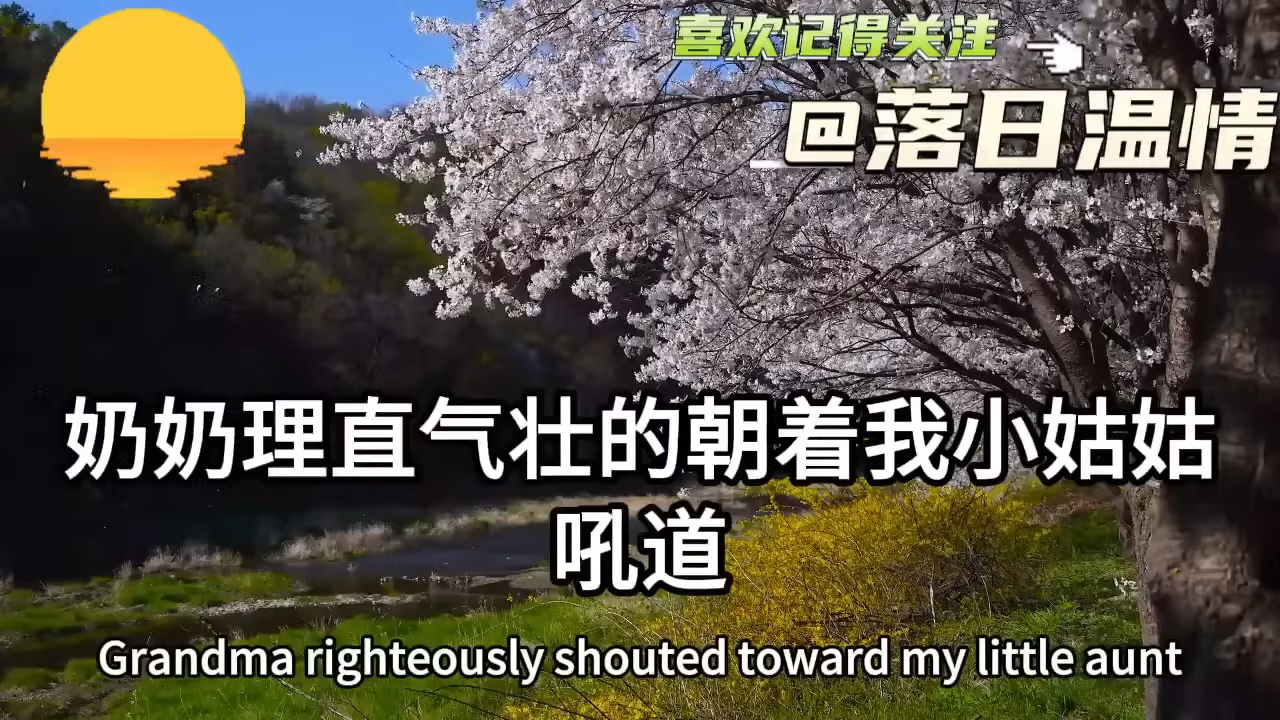 喜欢记得关注
@落日温情
奶奶理直气壮的朝着我小姑姑
吼道
Grandma righteously shouted toward my little aunt